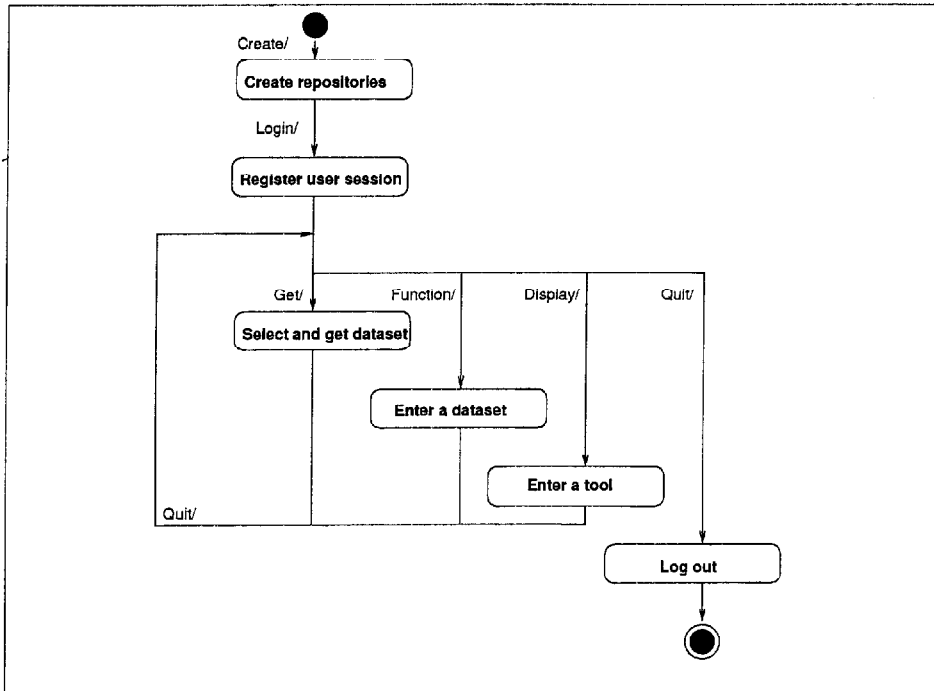 Create/
Create repositories
Login/
Register user session
Get/
Function/
Display/
Quit/
Select and get dataset
Enter a dataset
Enter a tool
Quit/
Log out